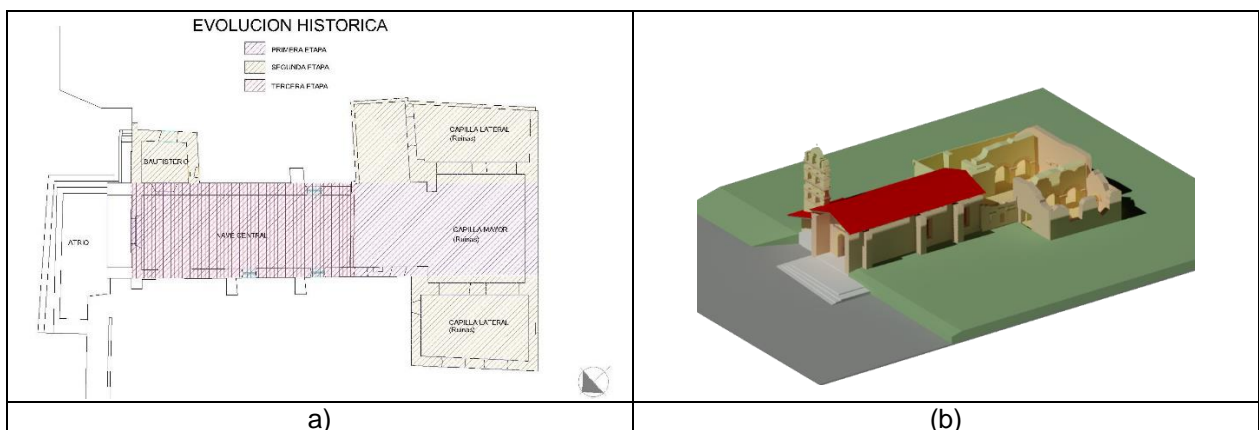 EVOLUCION HISTORICA
PRIMERA ETAPA
SEGUNDA ETAPA
TERCERA ETAPA
CAPILLA LATERAL
(Ruinas)
BAUTISTERIO
ATRIO
NAVE CENTRAL
CAPILLA MAYOR
(Ruinas)
CAPILLA LATERAL
(Ruinas)
a)
(b)